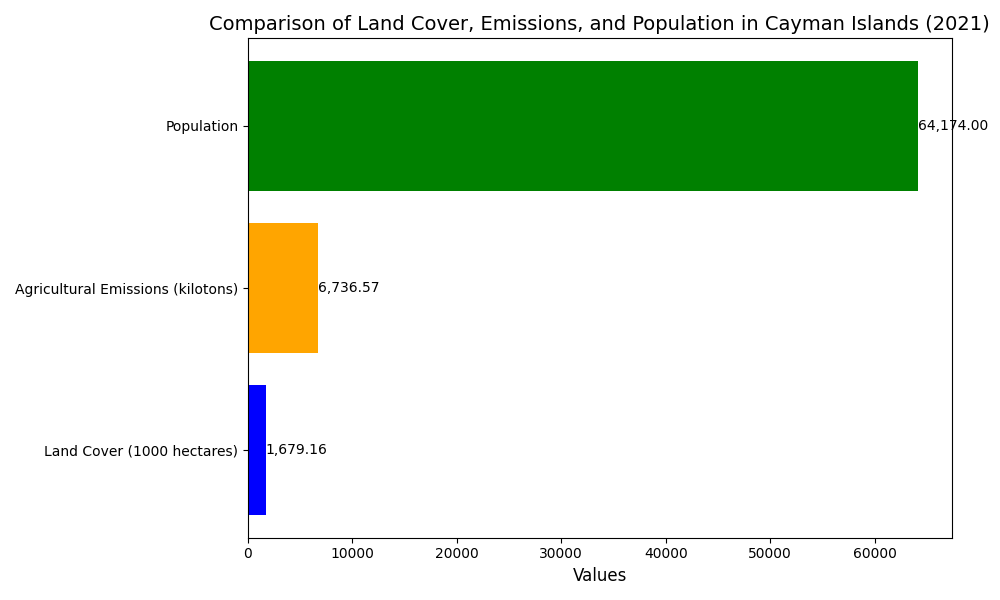 Comparison of Land Cover, Emissions, and Population in Cayman Islands (2021)
Population
64,174.00
Agricultural Emissions (kilotons)
6,736.57
Land Cover (1000 hectares)
1,679.16
0 10000 20000 30000 40000 50000 60000
Values